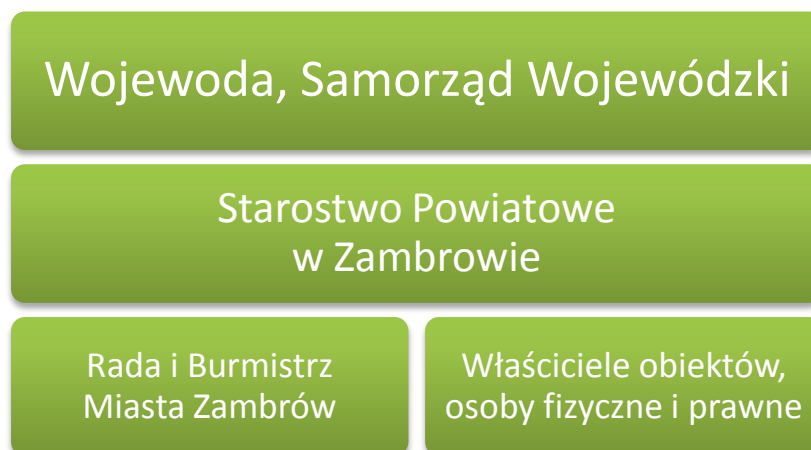 Wojewoda, Samorząd Wojewódzki
Starostwo Powiatowe
w Zambrowie
Rada i Burmistrz
Miasta Zambrów
Właściciele obiektów,
osoby fizyczne i prawne